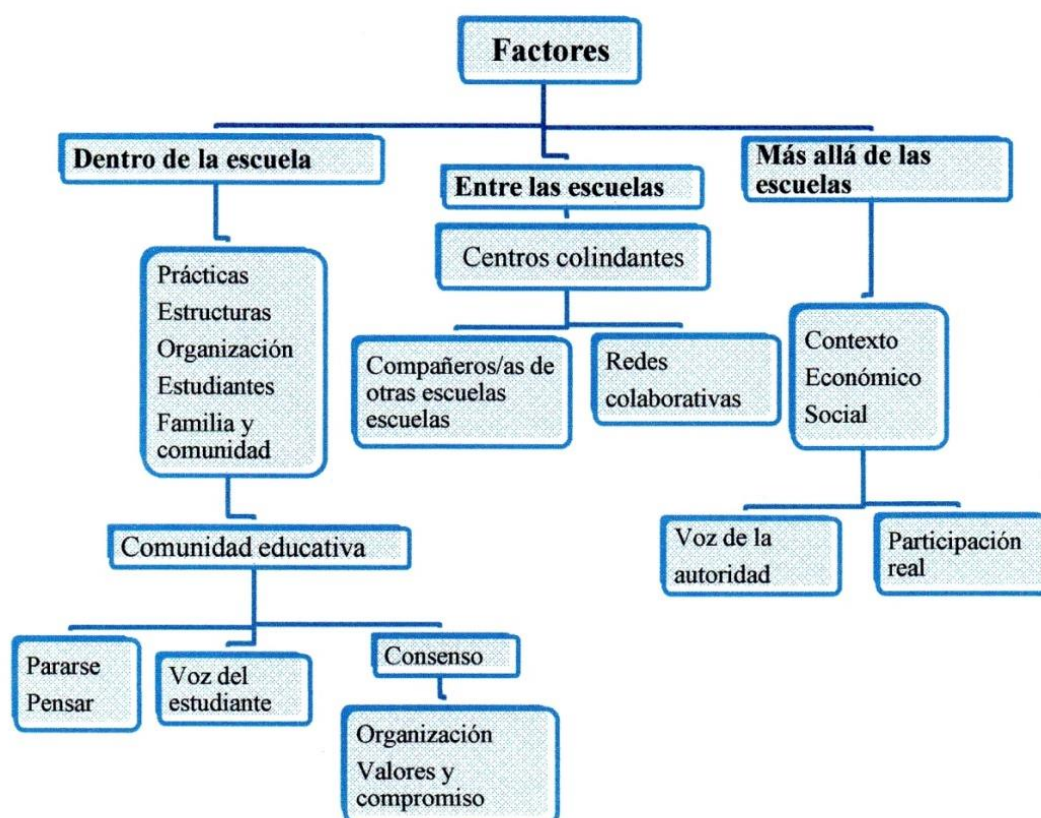 Factores
Dentro de la escuela
Entre las escuelas
Más allá de las
escuelas
Prácticas
Estructuras
Organización
Estudiantes
Familia y
comunidad
Centros colindantes
Compañeros/as de
otras escuelas
escuelas
Redes
colaborativas
Contexto
Económico
Social
Comunidad educativa
Voz de la
autoridad
Participación
real
Pararse
Pensar
Voz del
estudiante
Consenso
Organización
Valores y
compromiso